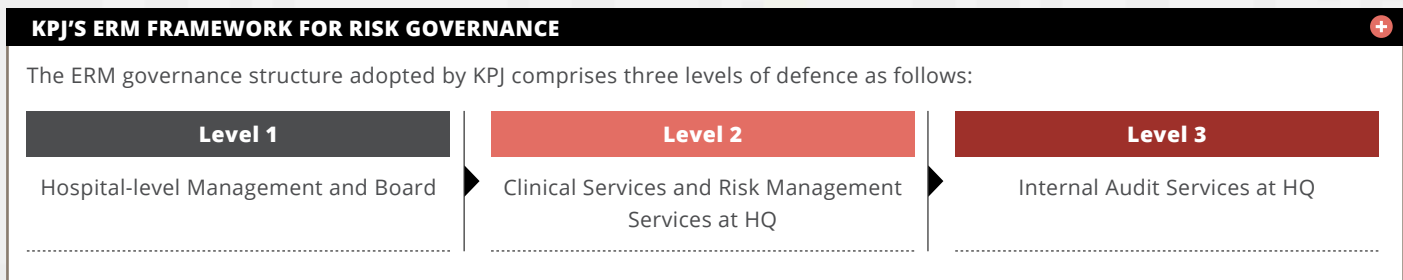 KPJ'S ERM FRAMEWORK FOR RISK GOVERNANCE
The ERM governance structure adopted by KPJ comprises three levels of defence as follows:
Level 1
Hospital-level Management and Board
Level 2
Clinical Services and Risk Management
Services at HQ
Level 3
Internal Audit Services at HQ